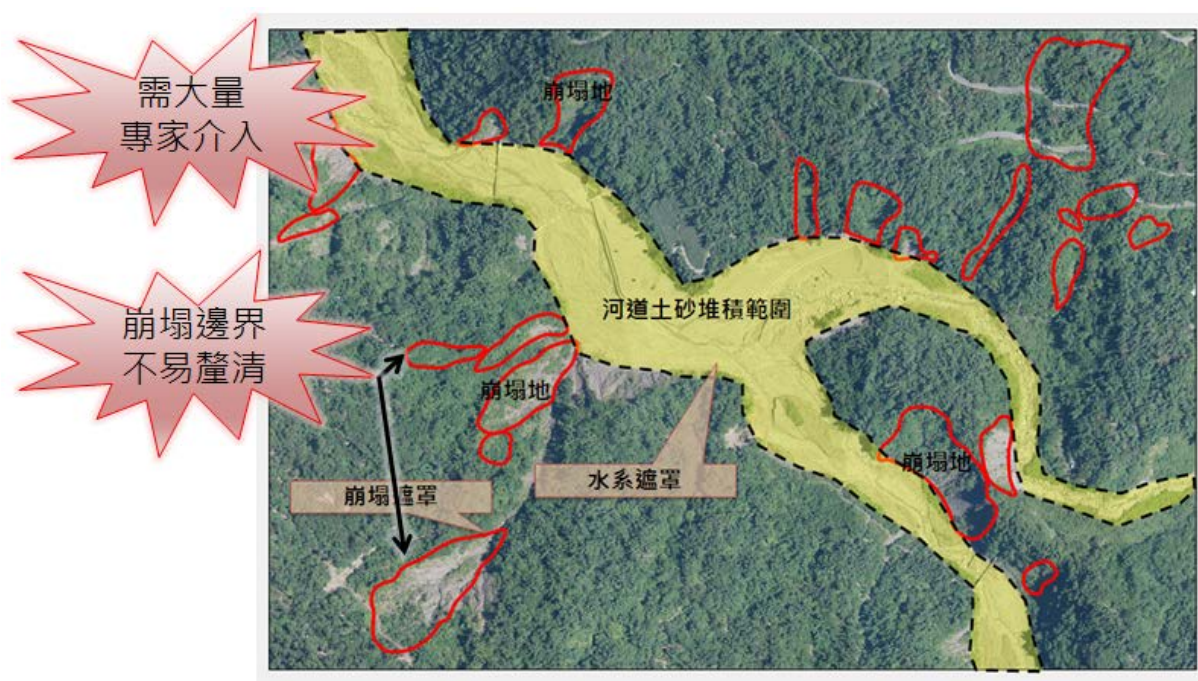 需大量
專家介入
崩塌地
崩塌邊界
不易釐清
河道土砂堆積範圍
崩塌地
崩塌地
水系遮罩
崩塌遮罩